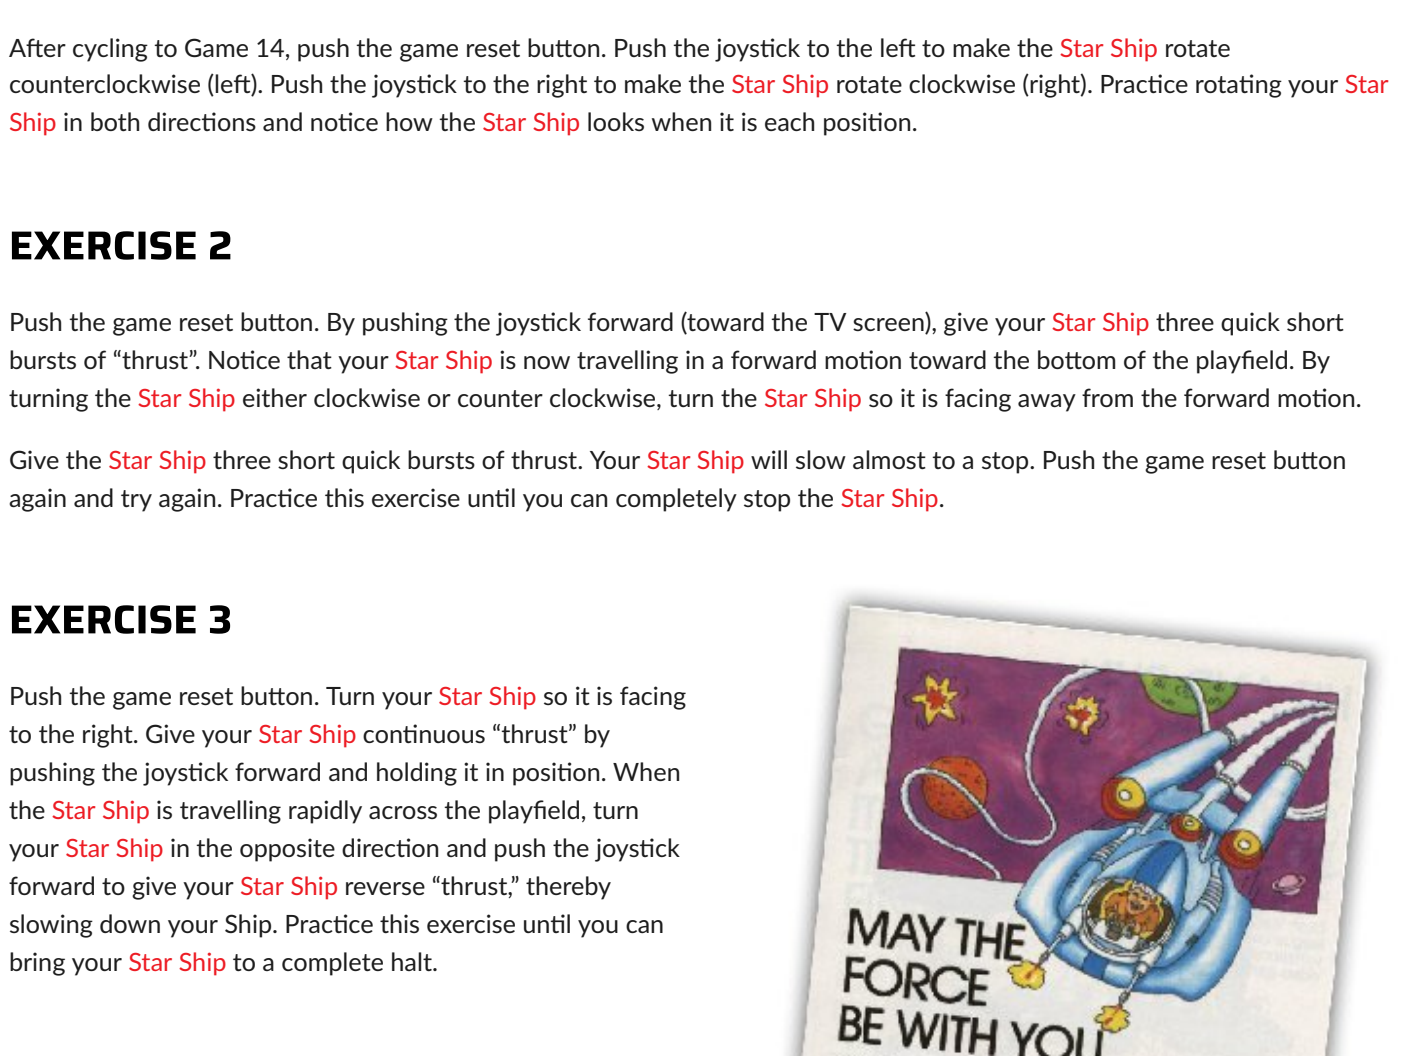 After cycling to Game 14, push the game reset button. Push the joystick to the left to make the Star Ship rotate
counterclockwise (left). Push the joystick to the right to make the Star Ship rotate clockwise (right). Practice rotating your Star
Ship in both directions and notice how the Star Ship looks when it is each position.
EXERCISE 2
Push the game reset button. By pushing the joystick forward (toward the TV screen), give your Star Ship three quick short
bursts of “thrust”. Notice that your Star Ship is now travelling in a forward motion toward the bottom of the playfield. By
turning the Star Ship either clockwise or counter clockwise, turn the Star Ship so it is facing away from the forward motion.
Give the Star Ship three short quick bursts of thrust. Your Star Ship will slow almost to a stop. Push the game reset button
again and try again. Practice this exercise until you can completely stop the Star Ship.
EXERCISE 3
Push the game reset button. Turn your Star Ship so it is facing
to the right. Give your Star Ship continuous “thrust” by
pushing the joystick forward and holding it in position. When
the Star Ship is travelling rapidly across the playfield, turn
your Star Ship in the opposite direction and push the joystick
forward to give your Star Ship reverse “thrust,” thereby
slowing down your Ship. Practice this exercise until you can
bring your Star Ship to a complete halt.
MAY THE
FORCE
BE WITH YOU